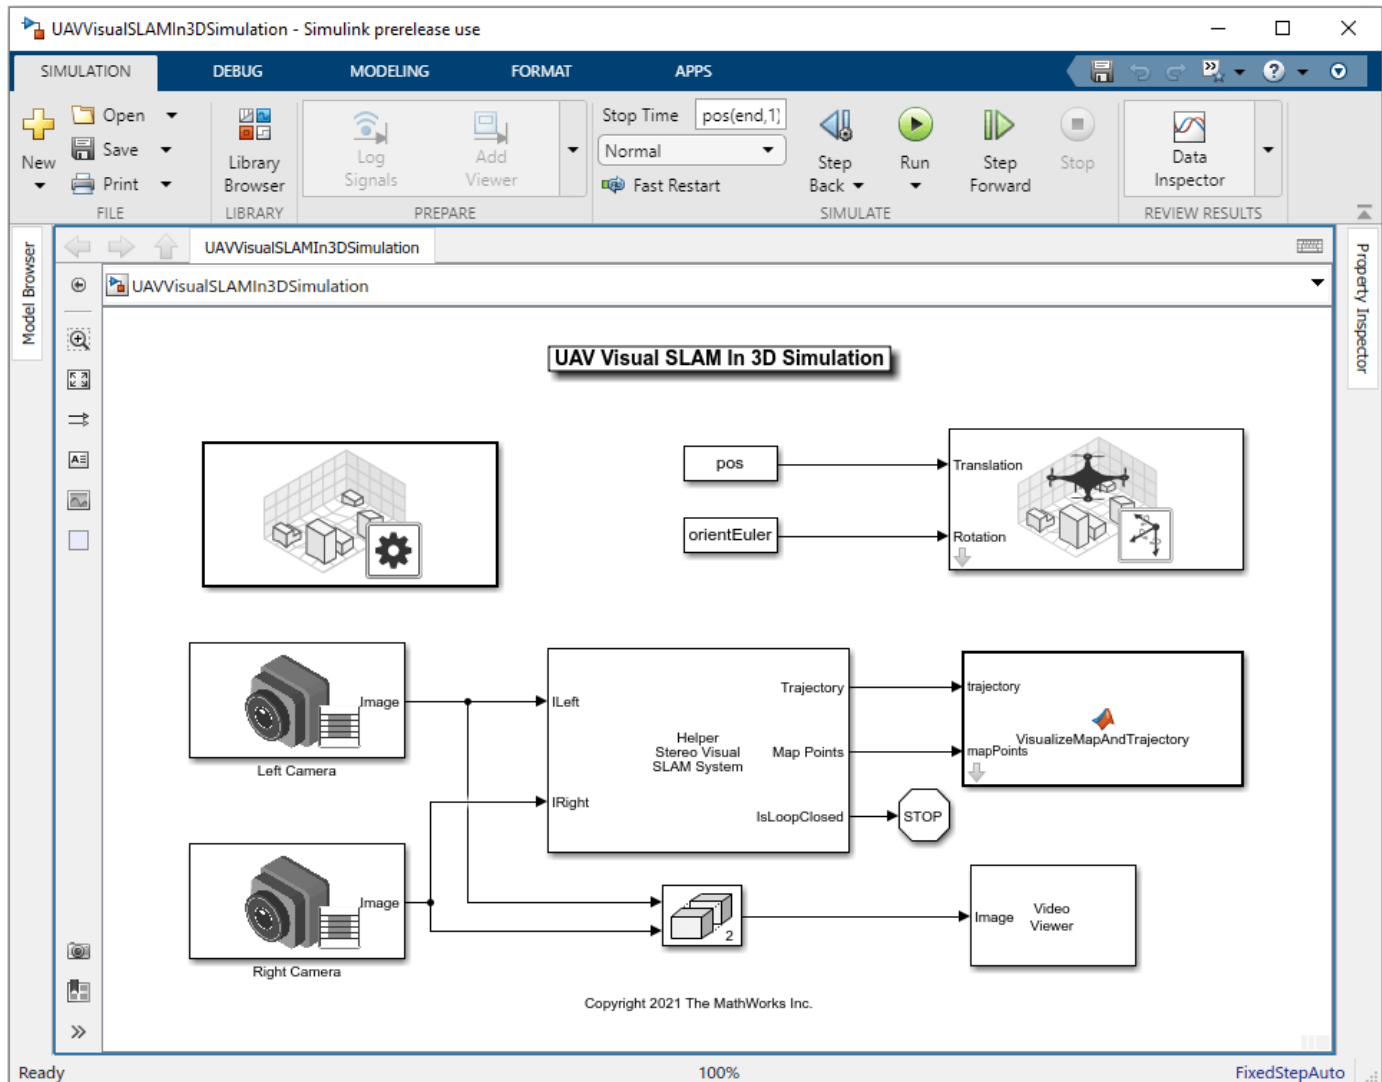 UAVVisualSLAMIn3DSimulation - Simulink prerelease use
SIMULATION DEBUG MODELING FORMAT APPS
New
Open
Save
Print
FILE
Library
Browser
LIBRARY
Log
Signals
Add
Viewer
PREPARE
Stop Time pos(end,1)
Normal
Fast Restart
Step
Back
Run
Step
Forward
Stop
SIMULATE
Data
Inspector
REVIEW RESULTS
Model Browser
UAVVisualSLAMIn3DSimulation
UAVVisualSLAMIn3DSimulation
Property Inspector
UAV Visual SLAM In 3D Simulation
pos
orientEuler
Translation
Rotation
Image
Left Camera
Image
Right Camera
ILeft
IRight
Helper
Stereo Visual
SLAM System
Trajectory
Map Points
IsLoopClosed
trajectory
mapPoints
VisualizeMapAndTrajectory
STOP
2
Image
Video
Viewer
Copyright 2021 The MathWorks Inc.
Ready 100% FixedStepAuto